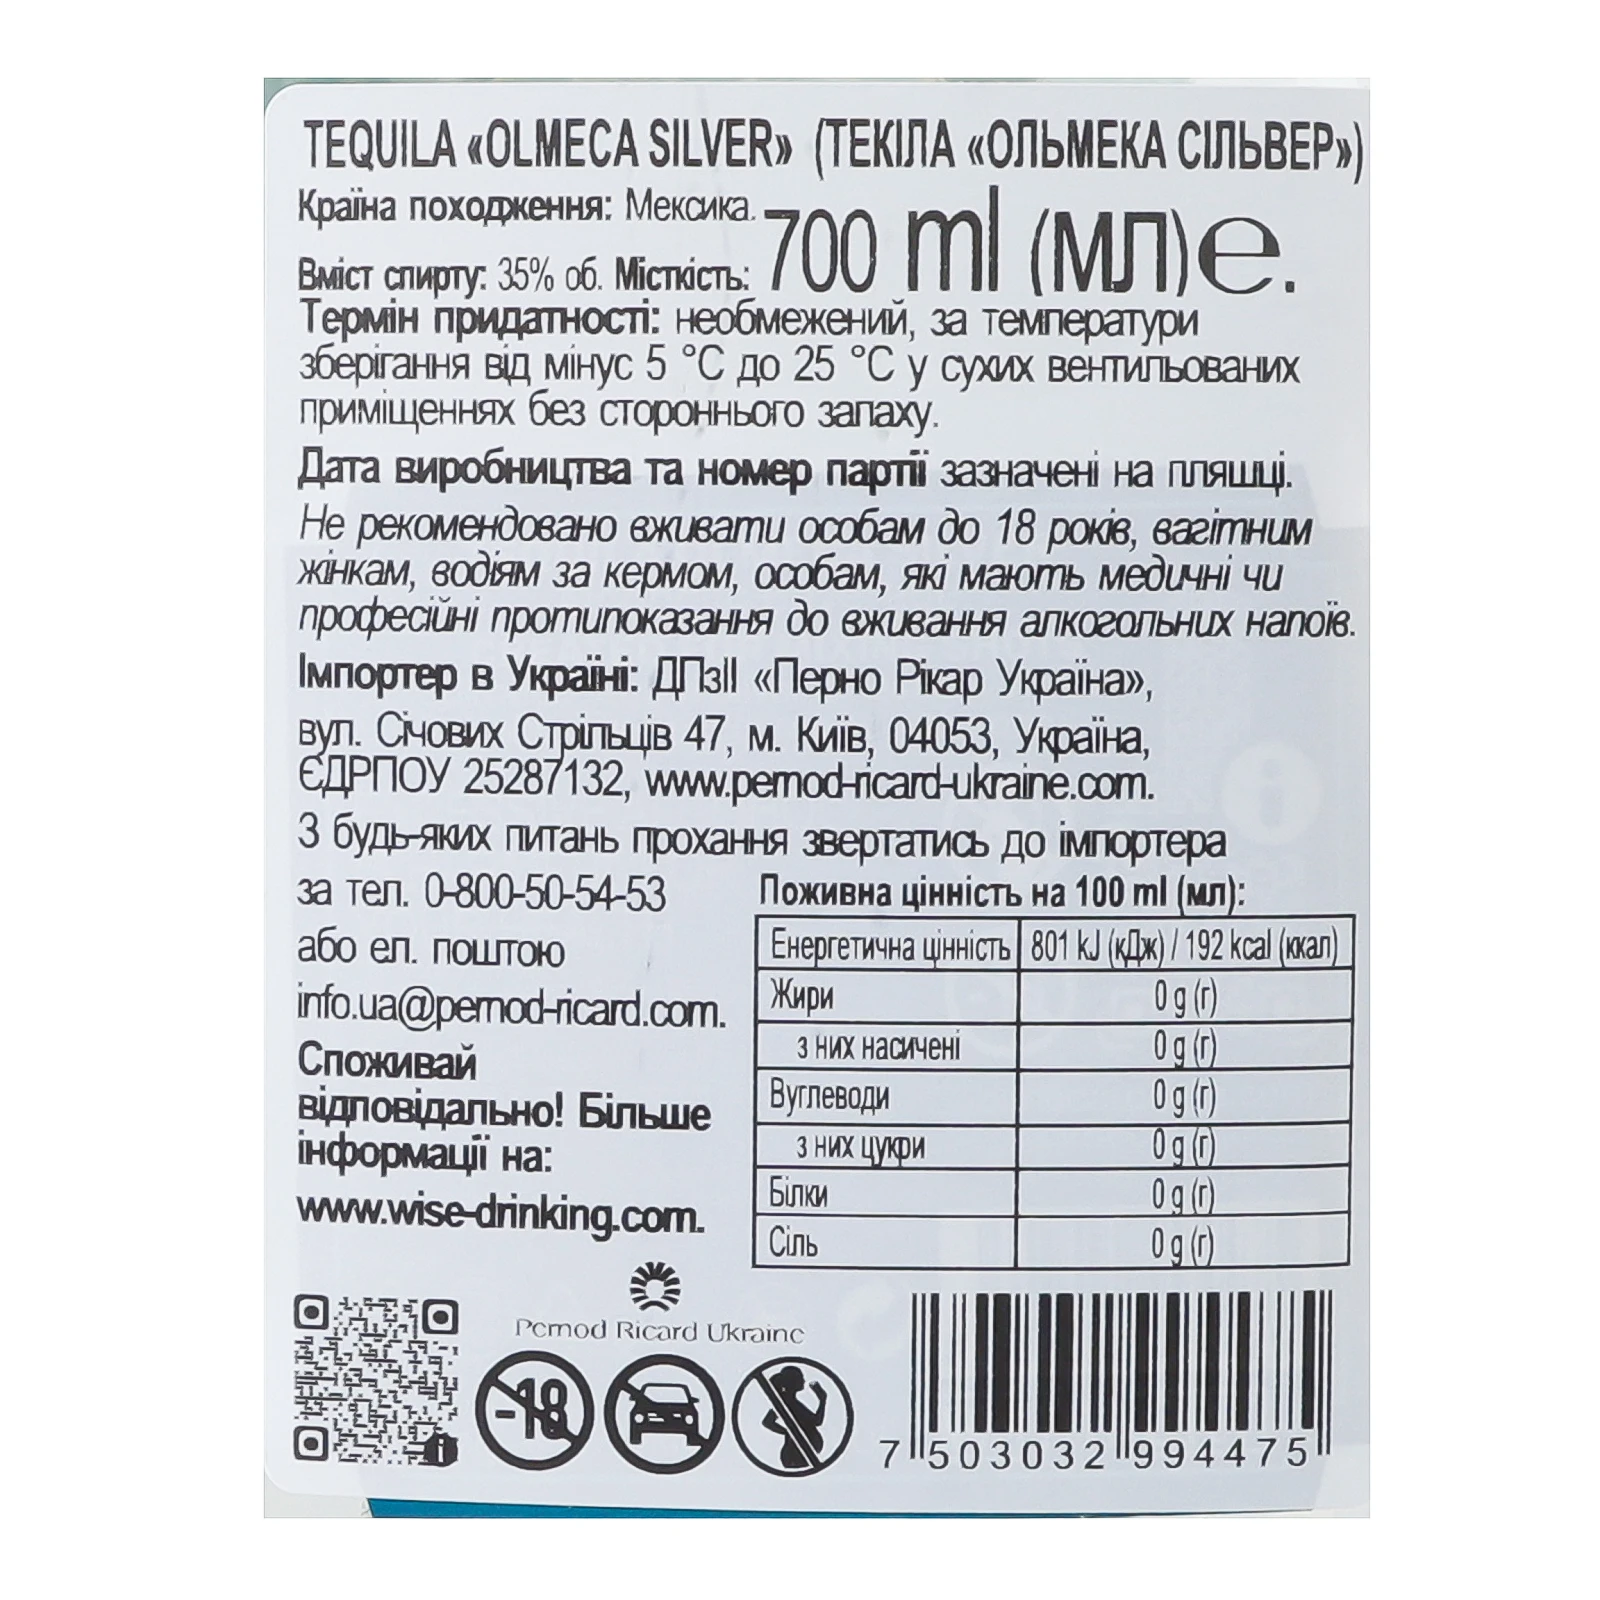 TEQUILA «OLMECA SILVER» (ТЕКІЛА «ОЛЬМЕКА СІЛЬВЕР»)
Країна походження: Мексика.
Вміст спирту: 35% об. Місткість: 700 ml (МЛ)℮.
Термін придатності: необмежений, за температури
зберігання від мінус 5 °С до 25 °С у сухих вентильованих
приміщеннях без стороннього запаху.
Дата виробництва та номер партії зазначені на пляшці.
Не рекомендовано вживати особам до 18 років, вагітним
жінкам, водіям за кермом, особам, які мають медичні чи
професійні протипоказання до вживання алкогольних напоїв.
Імпортер в Україні: ДПзІІ «Перно Рікар Україна»,
вул. Січових Стрільців 47, м. Київ, 04053, Україна,
ЄДРПОУ 25287132, www.pernod-ricard-ukraine.com.
З будь-яких питань прохання звертатись до імпортера
за тел. 0-800-50-54-53
або ел. поштою
info.ua@pernod-ricard.com.
Споживай
відповідально! Більше
інформації на:
www.wise-drinking.com.
Поживна цінність на 100 ml (мл):
Енергетична цінність 801 kJ (кДж) / 192 kcal (ккал)
Жири 0 g (г)
з них насичені 0 g (г)
Вуглеводи 0 g (г)
з них цукри 0 g (г)
Білки 0 g (г)
Сіль 0 g (г)
Pernod Ricard Ukraine
-18
7 503032 994475